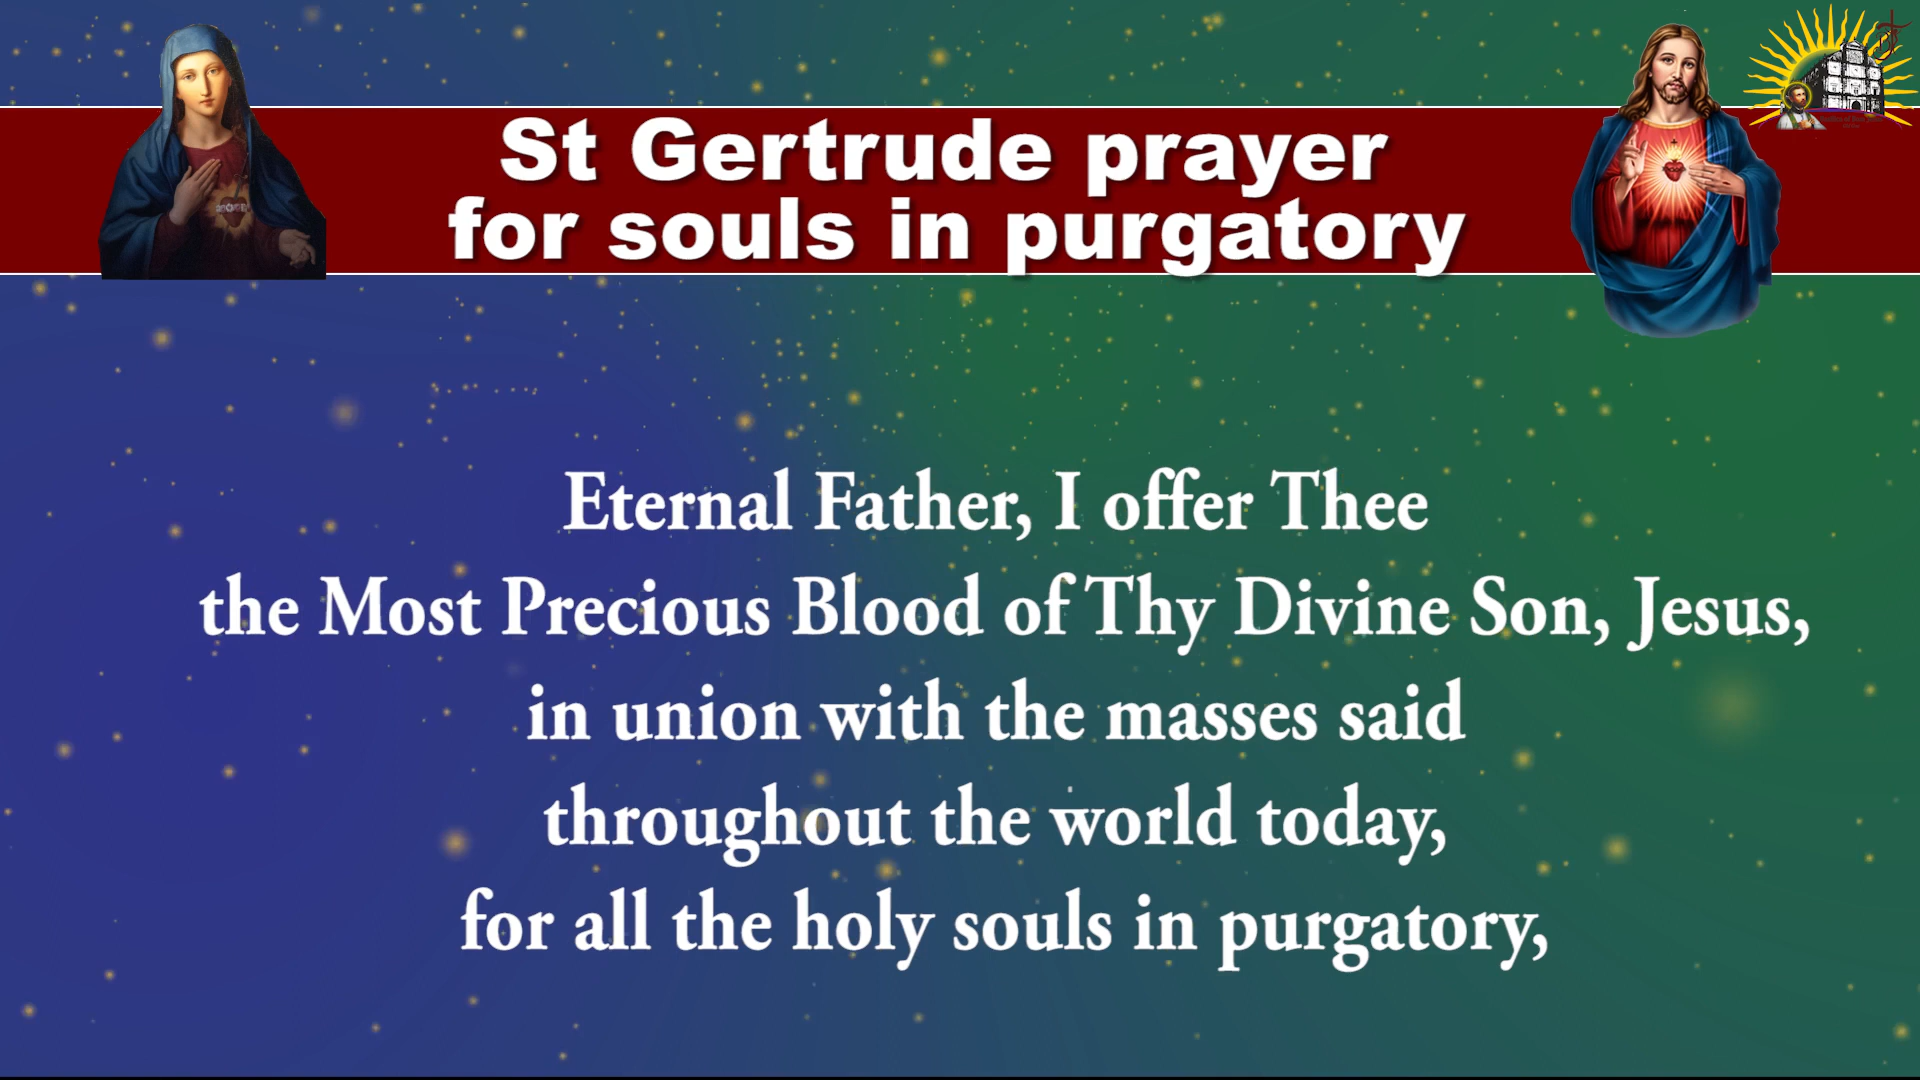 St Gertrude prayer
for souls in purgatory
Eternal Father, I offer Thee
the Most Precious Blood of Thy Divine Son, Jesus,
in union with the masses said
throughout the world today,
for all the holy souls in purgatory,